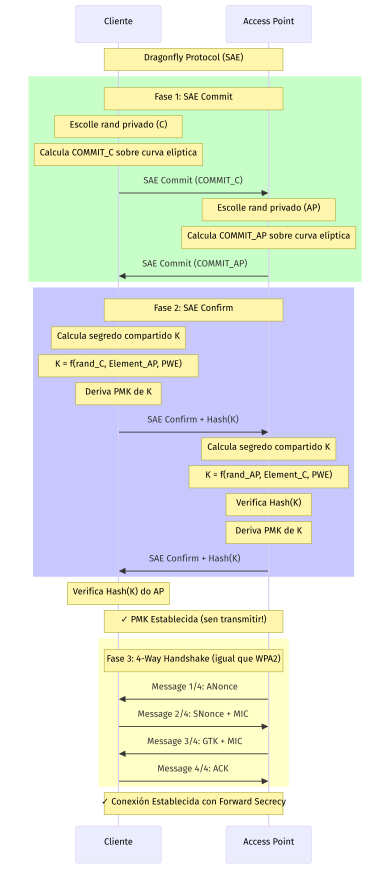 Cliente
Access Point
Dragonfly Protocol (SAE)
Fase 1: SAE Commit
Escolle rand privado (C)
Calcula COMMIT_C sobre curva elíptica
SAE Commit (COMMIT_C)
Escolle rand privado (AP)
Calcula COMMIT_AP sobre curva elíptica
SAE Commit (COMMIT_AP)
Fase 2: SAE Confirm
Calcula segredo compartido K
K = f(rand_C, Element_AP, PWE)
Deriva PMK de K
SAE Confirm + Hash(K)
Calcula segredo compartido K
K = f(rand_AP, Element_C, PWE)
Verifica Hash(K)
Deriva PMK de K
SAE Confirm + Hash(K)
Verifica Hash(K) do AP
✓ PMK Establecida (sen transmitir!)
Fase 3: 4-Way Handshake (igual que WPA2)
Message 1/4: ANonce
Message 2/4: SNonce + MIC
Message 3/4: GTK + MIC
Message 4/4: ACK
✓ Conexión Establecida con Forward Secrecy
Cliente
Access Point